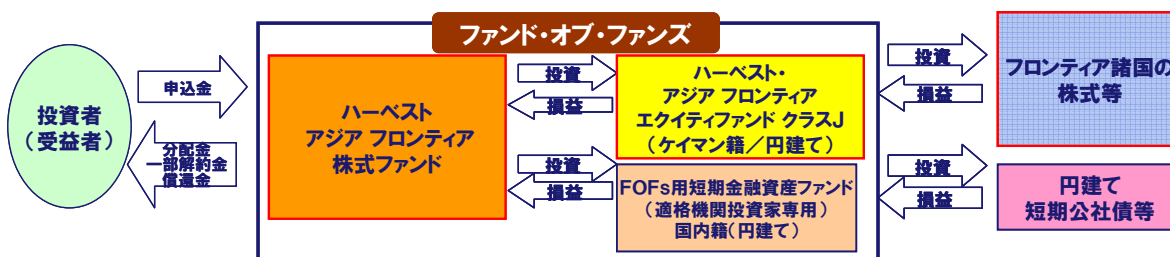 ファンド・オブ・ファンズ
投資者
（受益者）
申込金
分配金
一部解約金
償還金
ハーベスト
アジア フロンティア
株式ファンド
投資
損益
投資
損益
ハーベスト・
アジア フロンティア
エクイティファンド クラスJ
（ケイマン籍／円建て）
FOFs用短期金融資産ファンド
（適格機関投資家専用）
国内籍（円建て）
投資
損益
投資
損益
フロンティア諸国の
株式等
円建て
短期公社債等